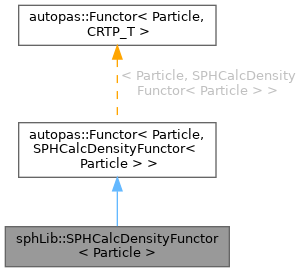 autopas::Functor< Particle,
CRTP_T >
< Particle, SPHCalcDensity
Functor< Particle > >
autopas::Functor< Particle,
SPHCalcDensityFunctor<
Particle > >
sphLib::SPHCalcDensityFunctor
< Particle >